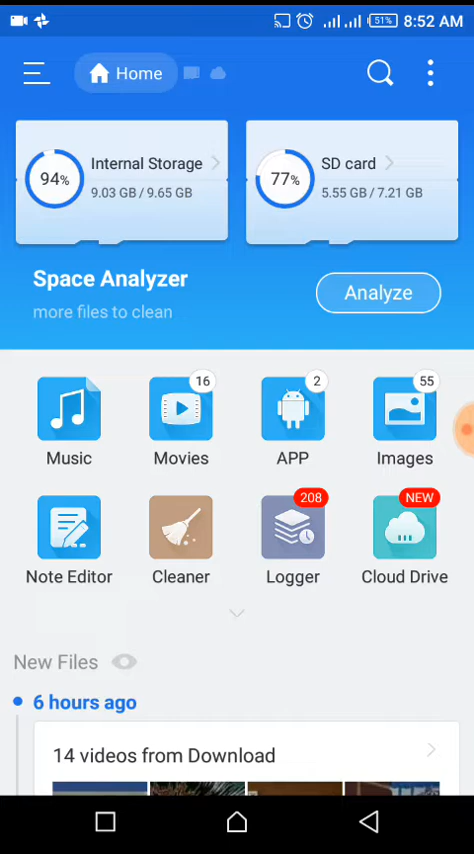 51% 8:52 AM
Home
94% Internal Storage
9.03 GB / 9.65 GB
77% SD card
5.55 GB / 7.21 GB
Space Analyzer
more files to clean
Analyze
16 2 55
Music Movies APP Images
208 NEW
Note Editor Cleaner Logger Cloud Drive
New Files
6 hours ago
14 videos from Download